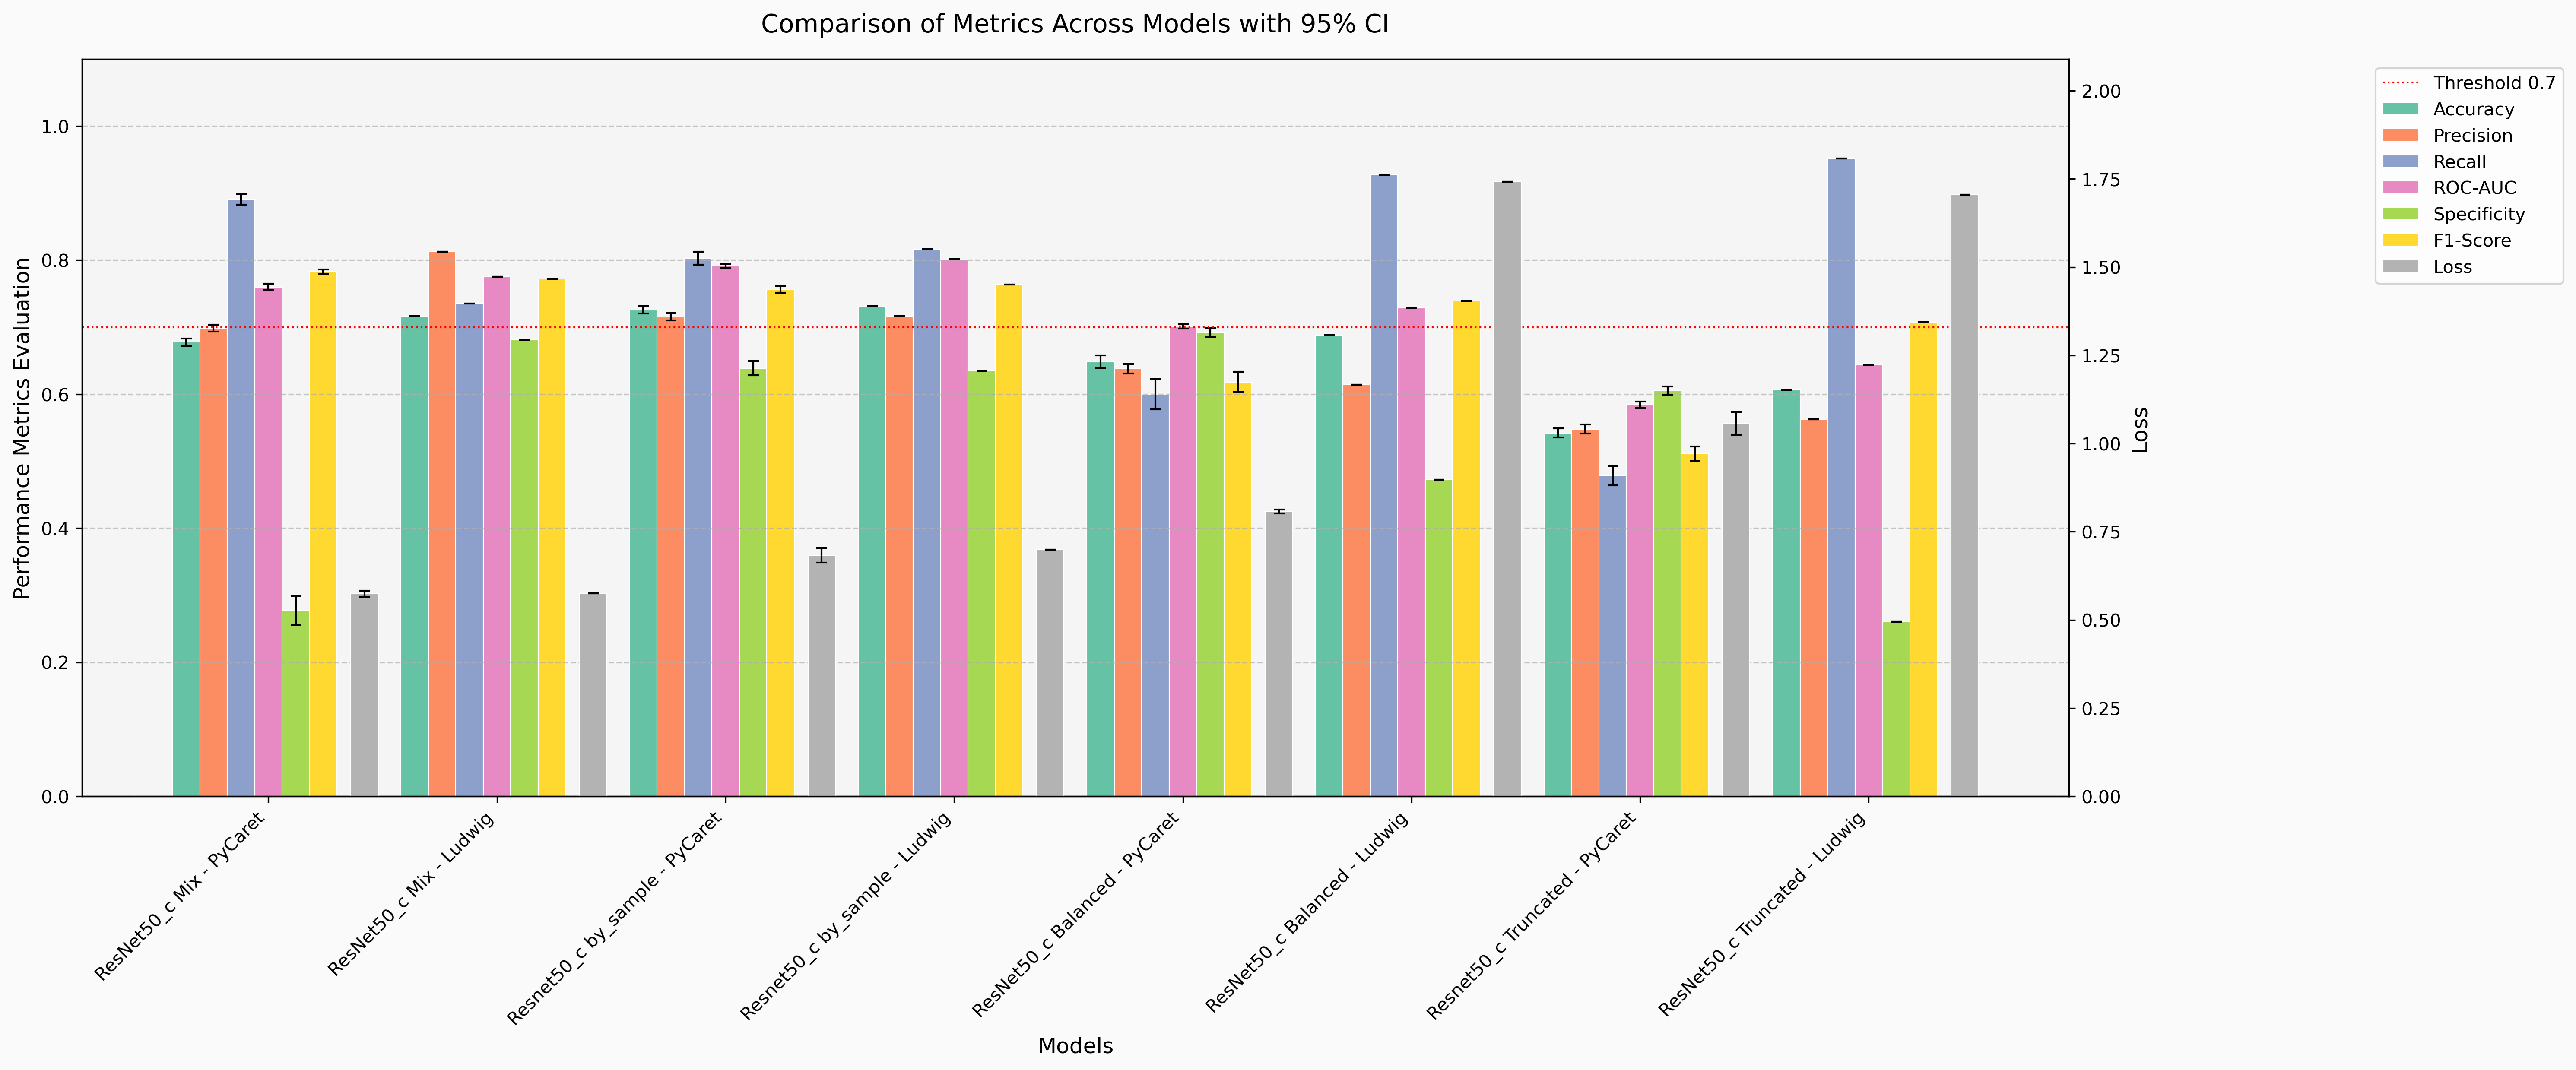 Comparison of Metrics Across Models with 95% CI
Performance Metrics Evaluation
1.0
0.8
0.6
0.4
0.2
0.0
2.00
1.75
1.50
1.25
1.00
0.75
0.50
0.25
0.00
Loss
Threshold 0.7
Accuracy
Precision
Recall
ROC-AUC
Specificity
F1-Score
Loss
ResNet50_c Mix - PyCaret
ResNet50_c Mix - Ludwig
Resnet50_c by_sample - PyCaret
Resnet50_c by_sample - Ludwig
ResNet50_c Balanced - PyCaret
ResNet50_c Balanced - Ludwig
Resnet50_c Truncated - PyCaret
ResNet50_c Truncated - Ludwig
Models